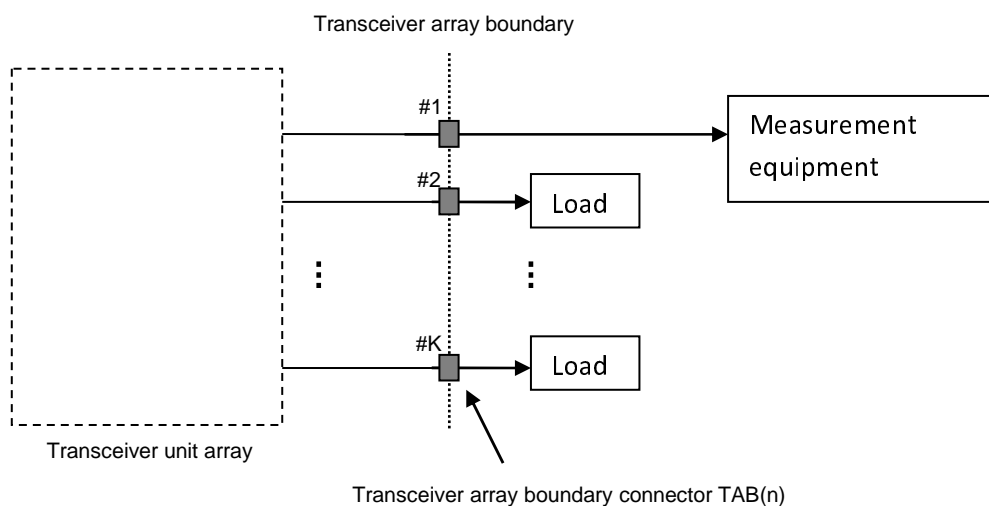 Transceiver array boundary
#1
Measurement
equipment
#2
Load
#K
Load
Transceiver unit array
Transceiver array boundary connector TAB(n)